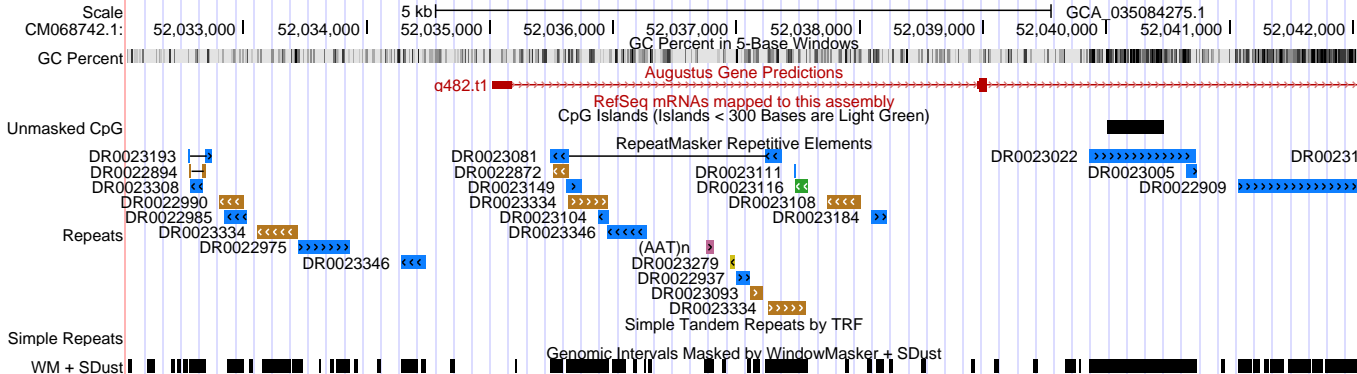 Scale 5 kb GCA_035084275.1
CM068742.1: 52,033,000 52,034,000 52,035,000 52,036,000 52,037,000 52,038,000 52,039,000 52,040,000 52,041,000 52,042,000
GC Percent in 5-Base Windows
GC Percent
Augustus Gene Predictions
g482.t1
RefSeq mRNAs mapped to this assembly
CpG Islands (Islands < 300 Bases are Light Green)
Unmasked CpG
RepeatMasker Repetitive Elements
DR0023193 DR0023081 DR0023022 DR00231
DR0022894 DR0022872 DR0023111 DR0023005
DR0023308 DR0023149 DR0023116 DR0022909
DR0022990 DR0023334 DR0023108
DR0022985 DR0023104 DR0023184
Repeats DR0023334 DR0023346
DR0022975 (AAT)n
DR0023346 DR0023279
DR0022937
DR0023093
DR0023334
Simple Tandem Repeats by TRF
Simple Repeats
Genomic Intervals Masked by WindowMasker + SDust
WM + SDust